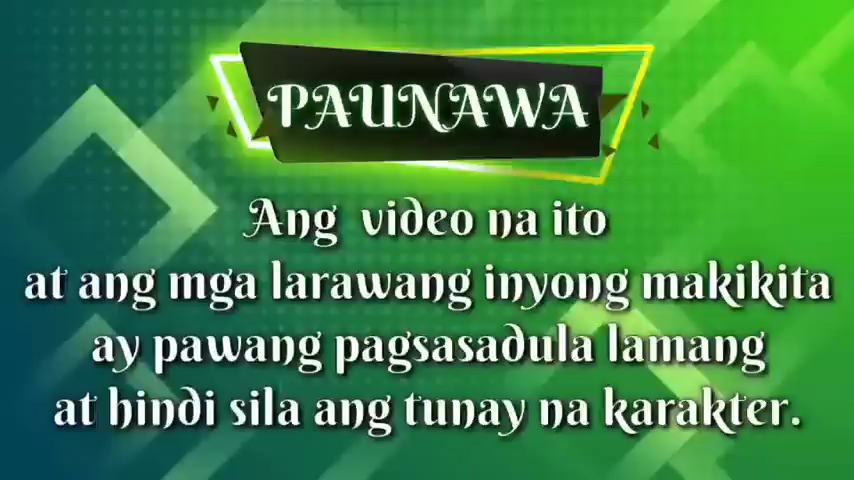 PAUNAWA
Ang video na ito
at ang mga larawang inyong makikita
ay pawang pagsasadula lamang
at hindi sila ang tunay na karakter.